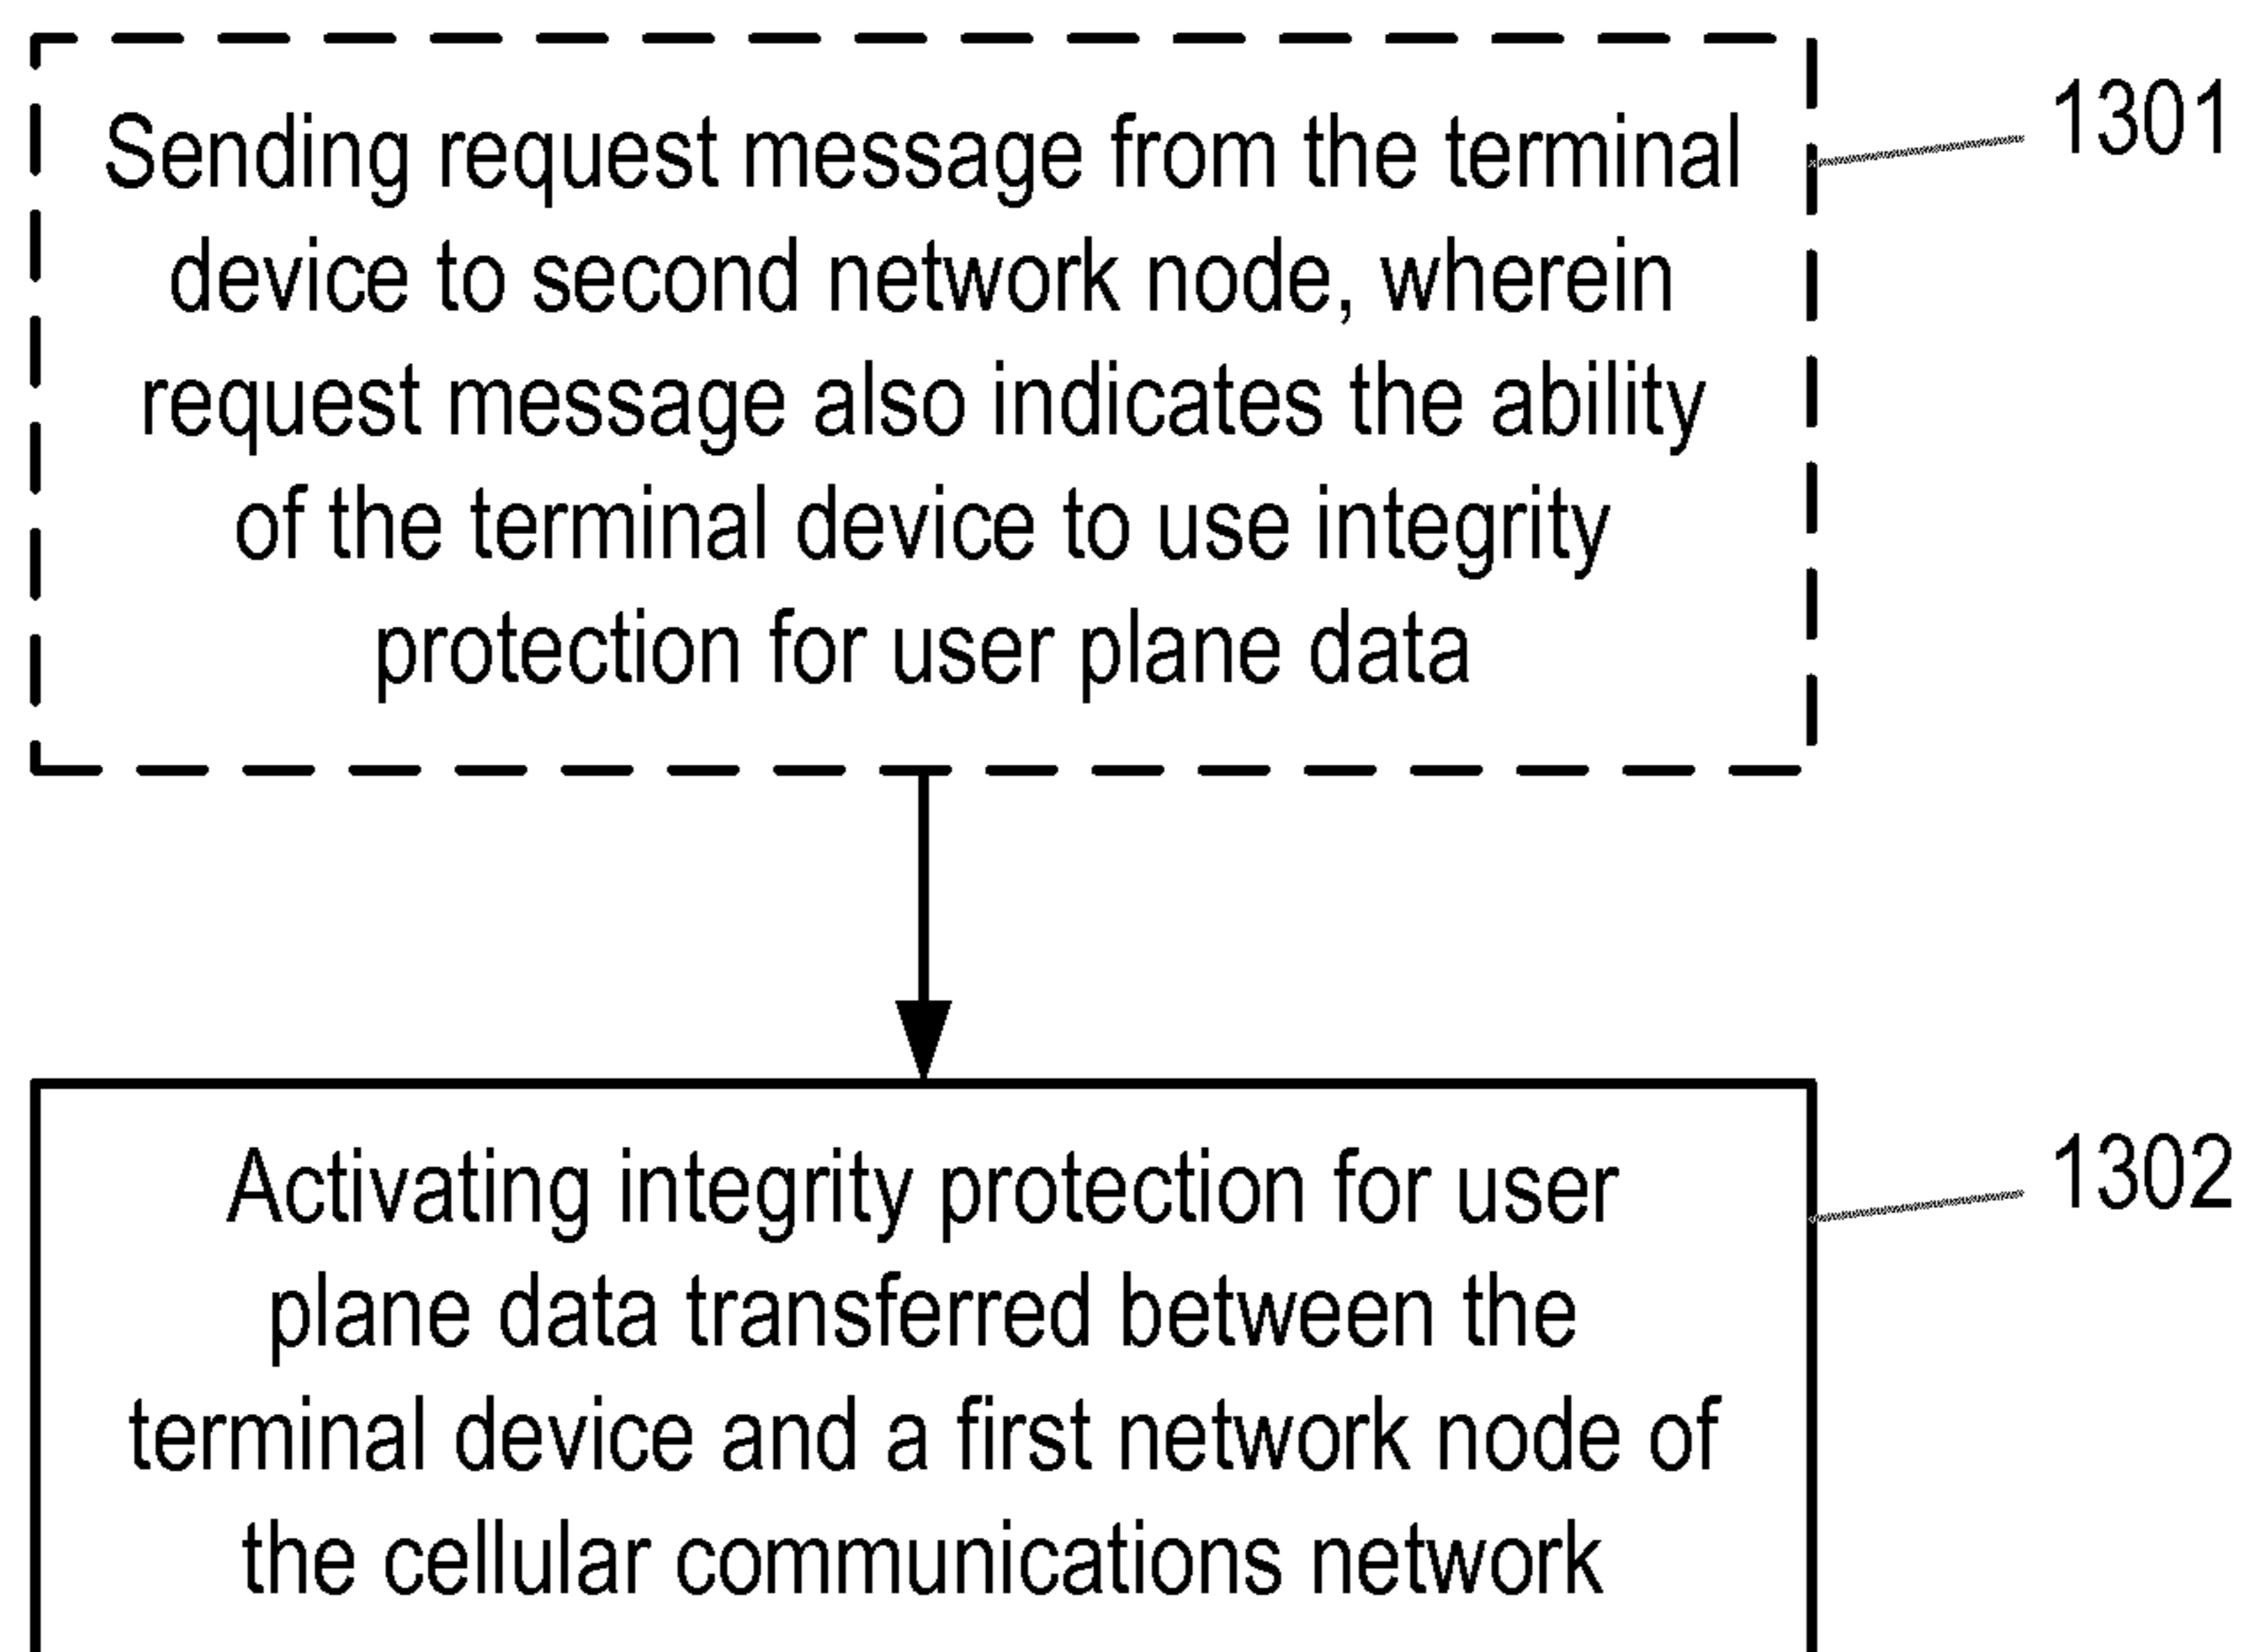 1301
Sending request message from the terminal
device to second network node, wherein
request message also indicates the ability
of the terminal device to use integrity
protection for user plane data
1302
Activating integrity protection for user
plane data transferred between the
terminal device and a first network node of
the cellular communications network